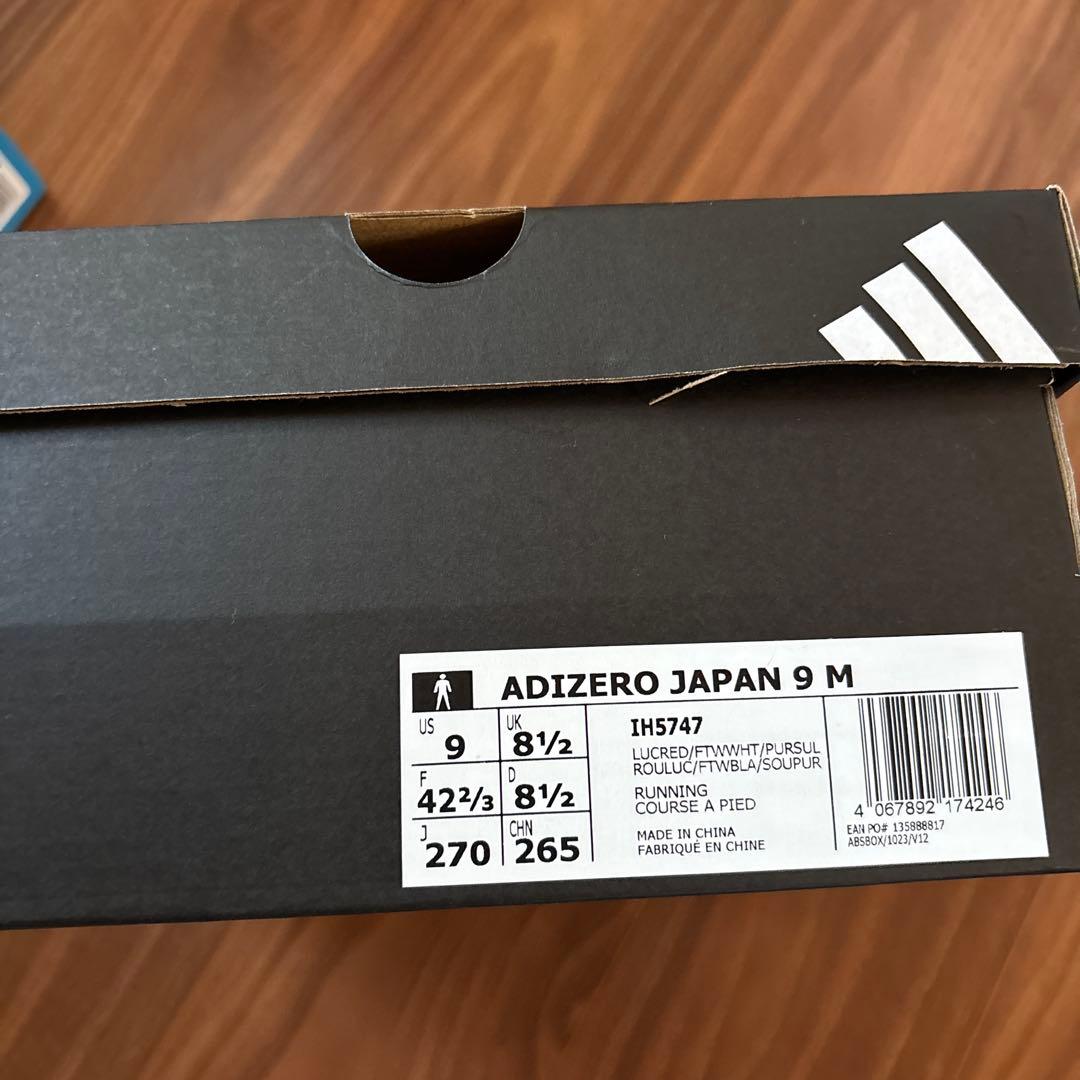 ADIZERO JAPAN 9 M
US 9
UK 8½
F 42⅔
D 8½
J 270
CHN 265
IH5747
LUCRED/FTWWHT/PURSUL
ROULUC/FTWBLA/SOUPUR
RUNNING
COURSE A PIED
MADE IN CHINA
FABRIQUÉ EN CHINE
4 067892 174246
EAN PO# 135888817
ABSBOX/1023/V12